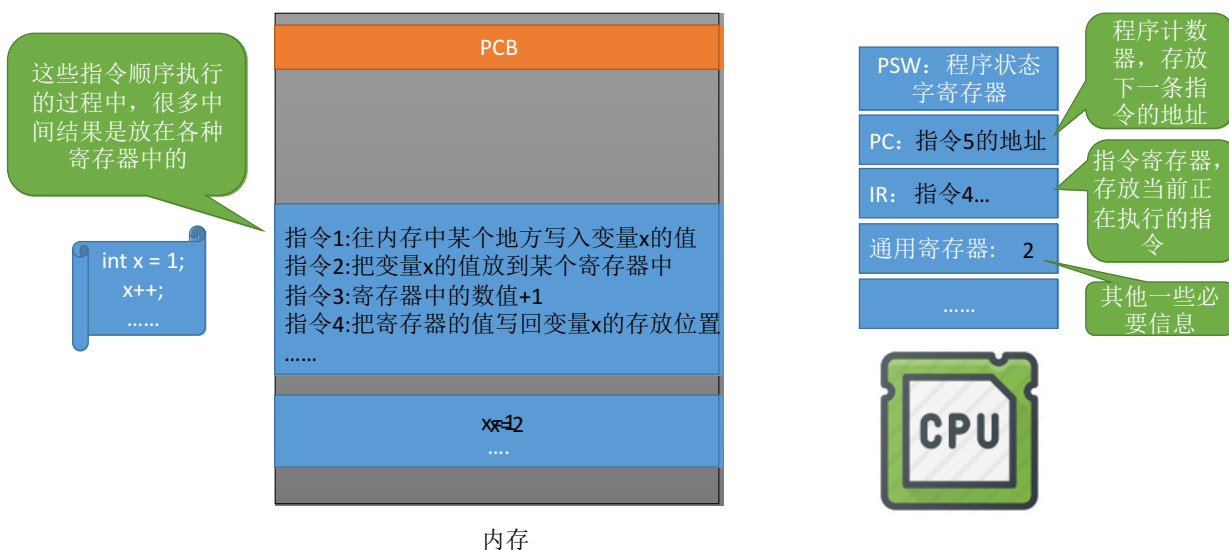 这些指令顺序执行
的过程中，很多中
间结果是放在各种
寄存器中的
int x = 1;
x++;
……
PCB
指令1:往内存中某个地方写入变量x的值
指令2:把变量x的值放到某个寄存器中
指令3:寄存器中的数值+1
指令4:把寄存器的值写回变量x的存放位置
……
....
内存
PSW：程序状态
字寄存器
PC：指令5的地址
IR：指令4…
通用寄存器: 2
……
程序计数
器，存放
下一条指
令的地址
指令寄存器，
存放当前正
在执行的指
令
其他一些必
要信息
CPU